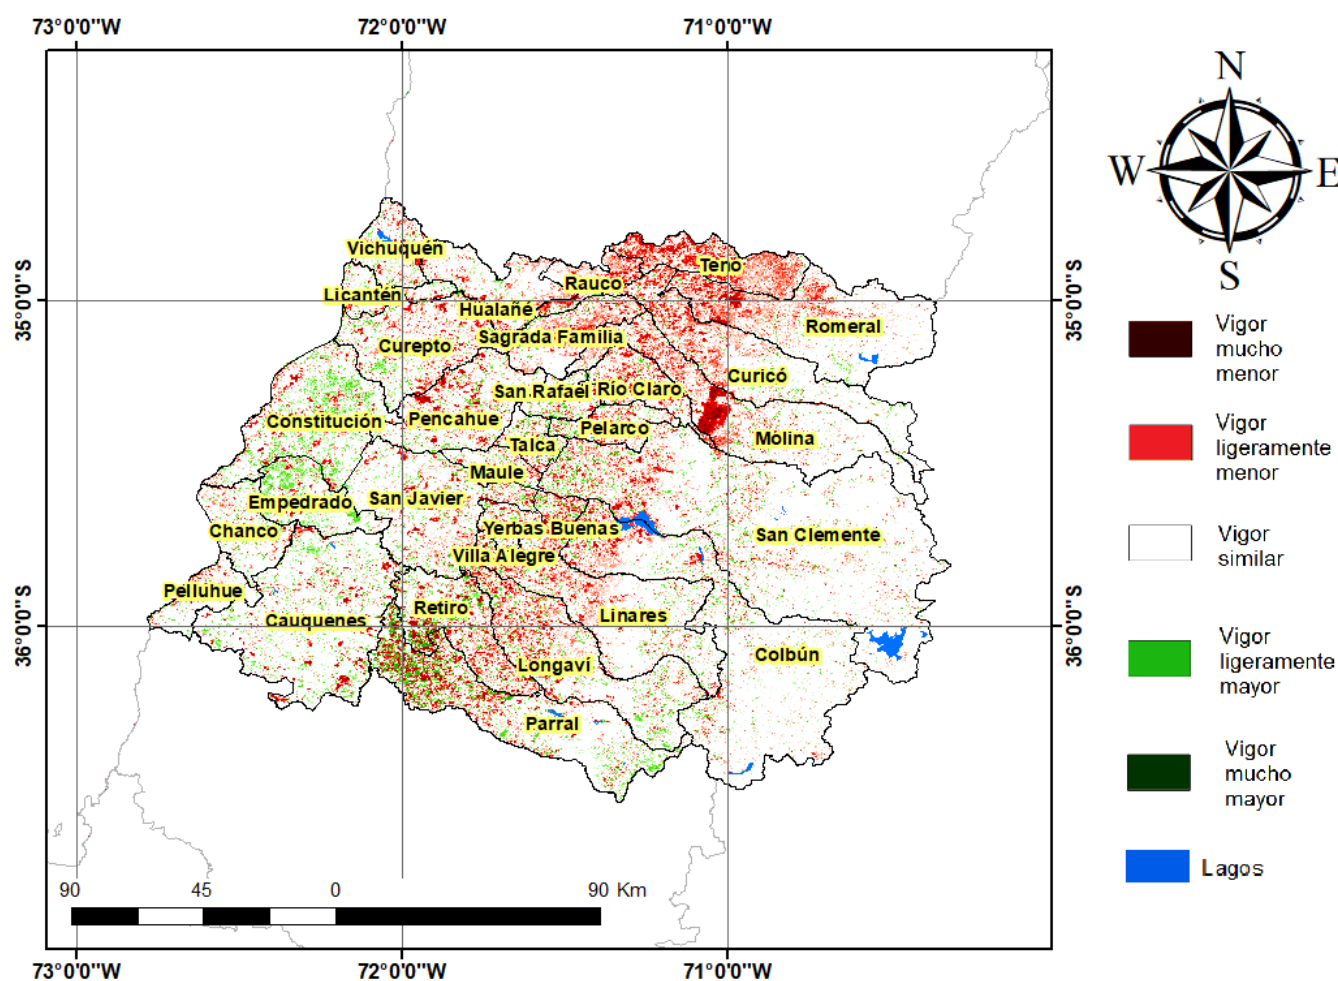 73°0'0"W 72°0'0"W 71°0'0"W
N
W E
S
35°0'0"S 35°0'0"S
36°0'0"S 36°0'0"S
Vichuquén
Teno
Rauco
Licantén
Hualañé
Romeral
Sagrada Familia
Curepto
Curicó
San Rafael Río Claro
Constitución Pencahue
Pelarco
Molina
Talca
Maule
San Javier
Empedrado
Yerbas Buenas
Chanco
San Clemente
Villa Alegre
Pelluhue
Retiro
Linares
Cauquenes
Colbún
Longaví
Parral
90 45 0 90 Km
73°0'0"W 72°0'0"W 71°0'0"W
Vigor
mucho
menor
Vigor
ligeramente
menor
Vigor
similar
Vigor
ligeramente
mayor
Vigor
mucho
mayor
Lagos